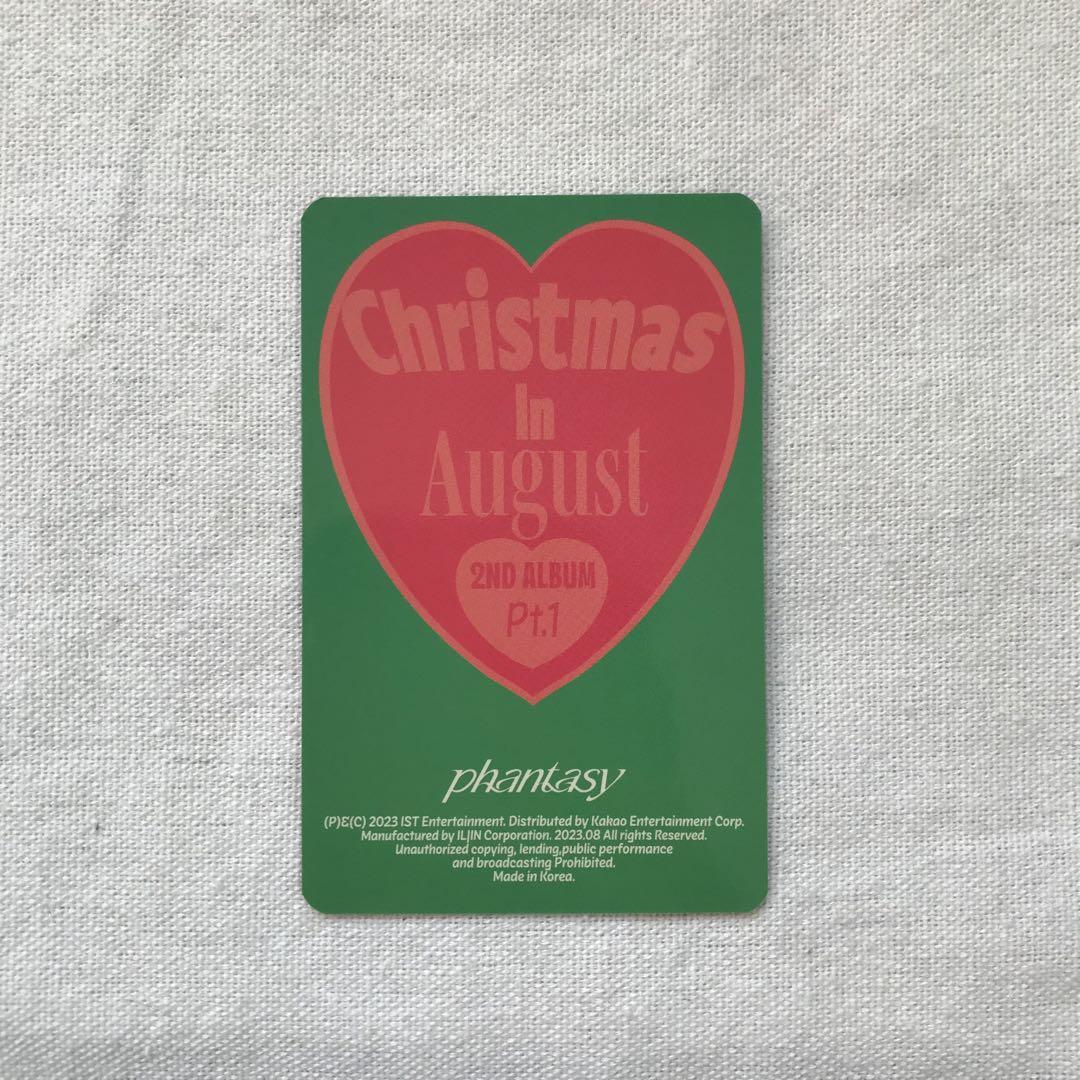 Christmas
In
August
2ND ALBUM
Pt.1
phantasy
(P)&(C) 2023 IST Entertainment. Distributed by Kakao Entertainment Corp.
Manufactured by ILJIN Corporation. 2023.08 All rights Reserved.
Unauthorized copying, lending,public performance
and broadcasting Prohibited.
Made in Korea.